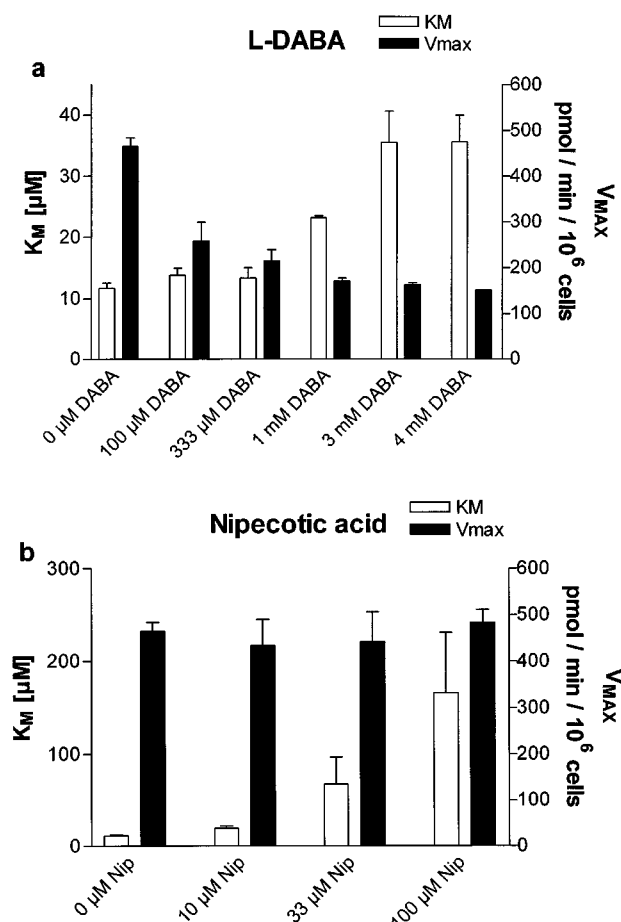 L-DABA
KM
Vmax
a
KM [µM]
40
30
20
10
0
600
500
400
300
200
100
0
VMAX
pmol / min / 10⁶ cells
0 µM DABA
100 µM DABA
333 µM DABA
1 mM DABA
3 mM DABA
4 mM DABA
Nipecotic acid
KM
Vmax
b
KM [µM]
300
200
100
0
600
500
400
300
200
100
0
VMAX
pmol / min / 10⁶ cells
0 µM Nip
10 µM Nip
33 µM Nip
100 µM Nip